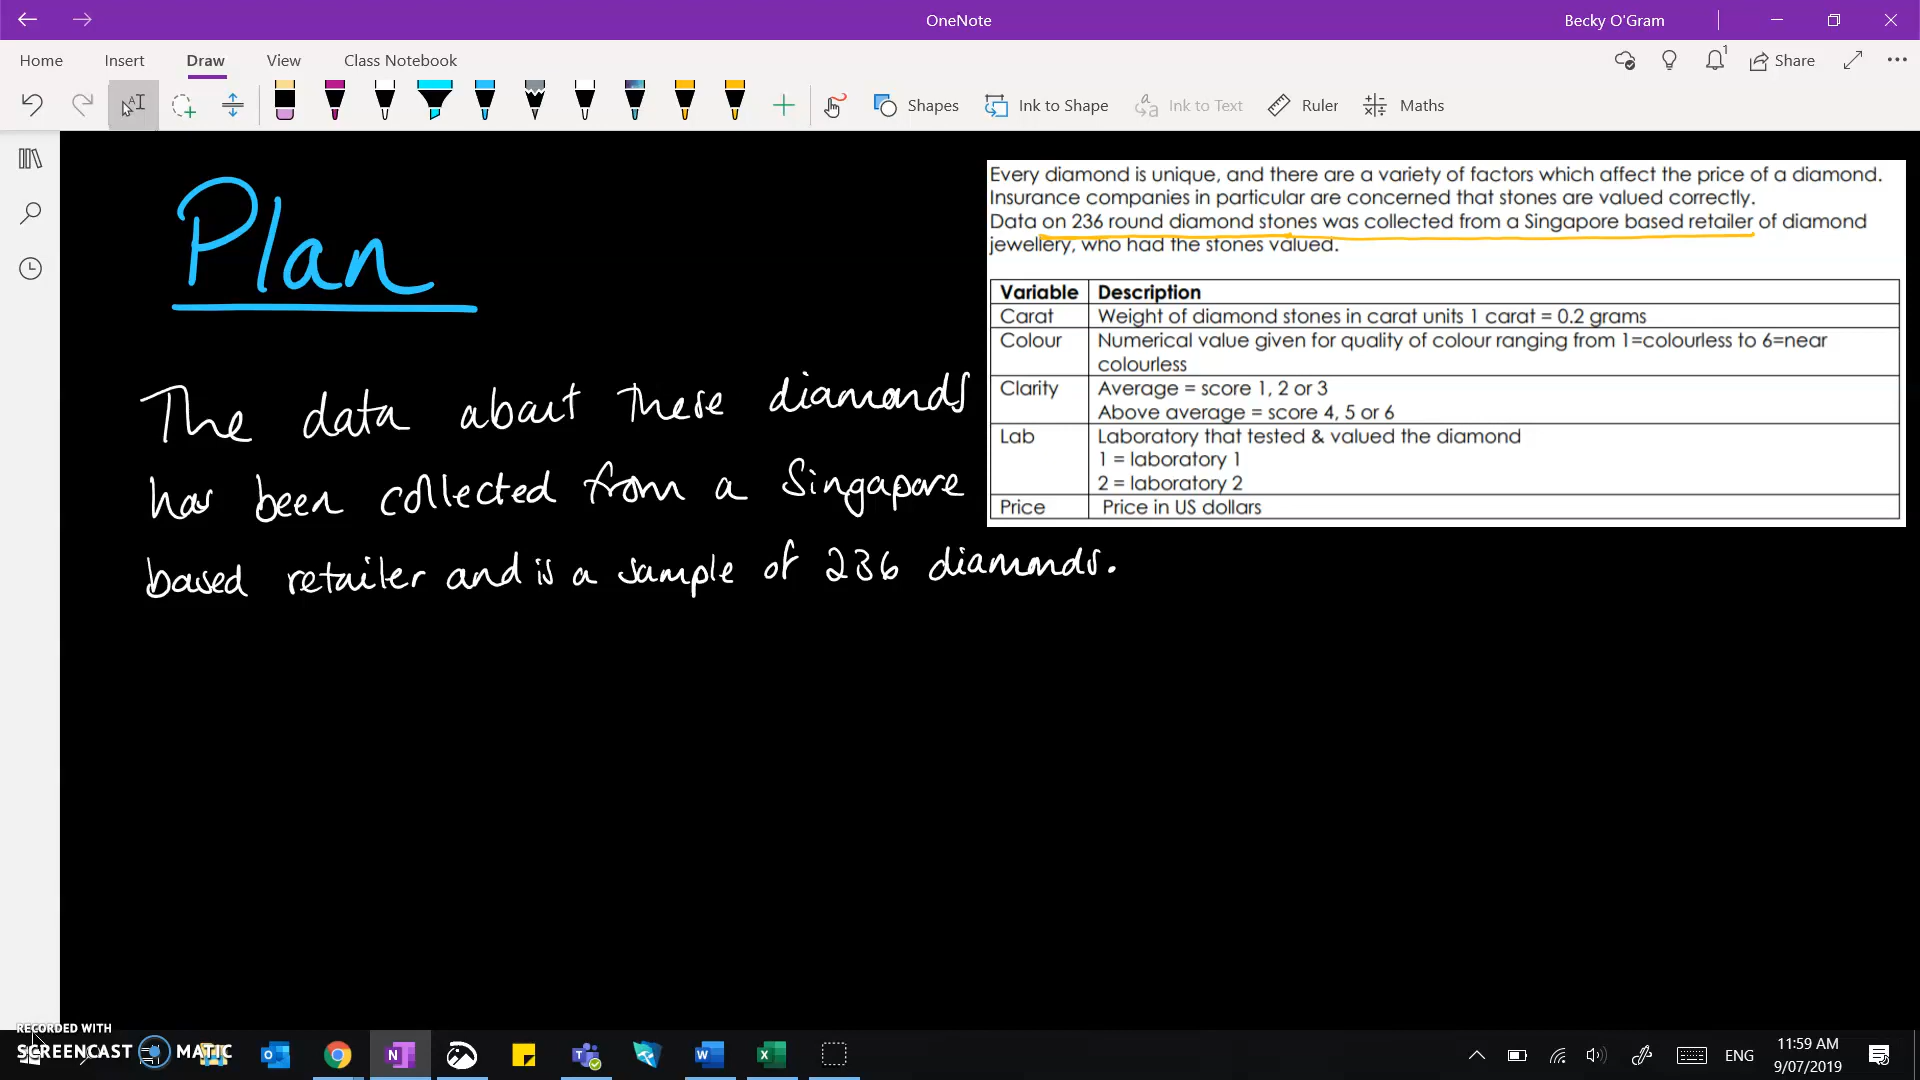 OneNote
Becky O'Gram
Home Insert Draw View Class Notebook
1
Share
Shapes Ink to Shape Ink to Text Ruler Maths
Plan
The data about these diamonds
has been collected from a Singapore
based retailer and is a sample of 236 diamonds.
Every diamond is unique, and there are a variety of factors which affect the price of a diamond.
Insurance companies in particular are concerned that stones are valued correctly.
Data on 236 round diamond stones was collected from a Singapore based retailer of diamond
jewellery, who had the stones valued.
Variable Description
Carat Weight of diamond stones in carat units 1 carat = 0.2 grams
Colour Numerical value given for quality of colour ranging from 1=colourless to 6=near
colourless
Clarity Average = score 1, 2 or 3
Above average = score 4, 5 or 6
Lab Laboratory that tested & valued the diamond
1 = laboratory 1
2 = laboratory 2
Price Price in US dollars
RECORDED WITH
SCREENCAST MATIC
ENG
11:59 AM
9/07/2019